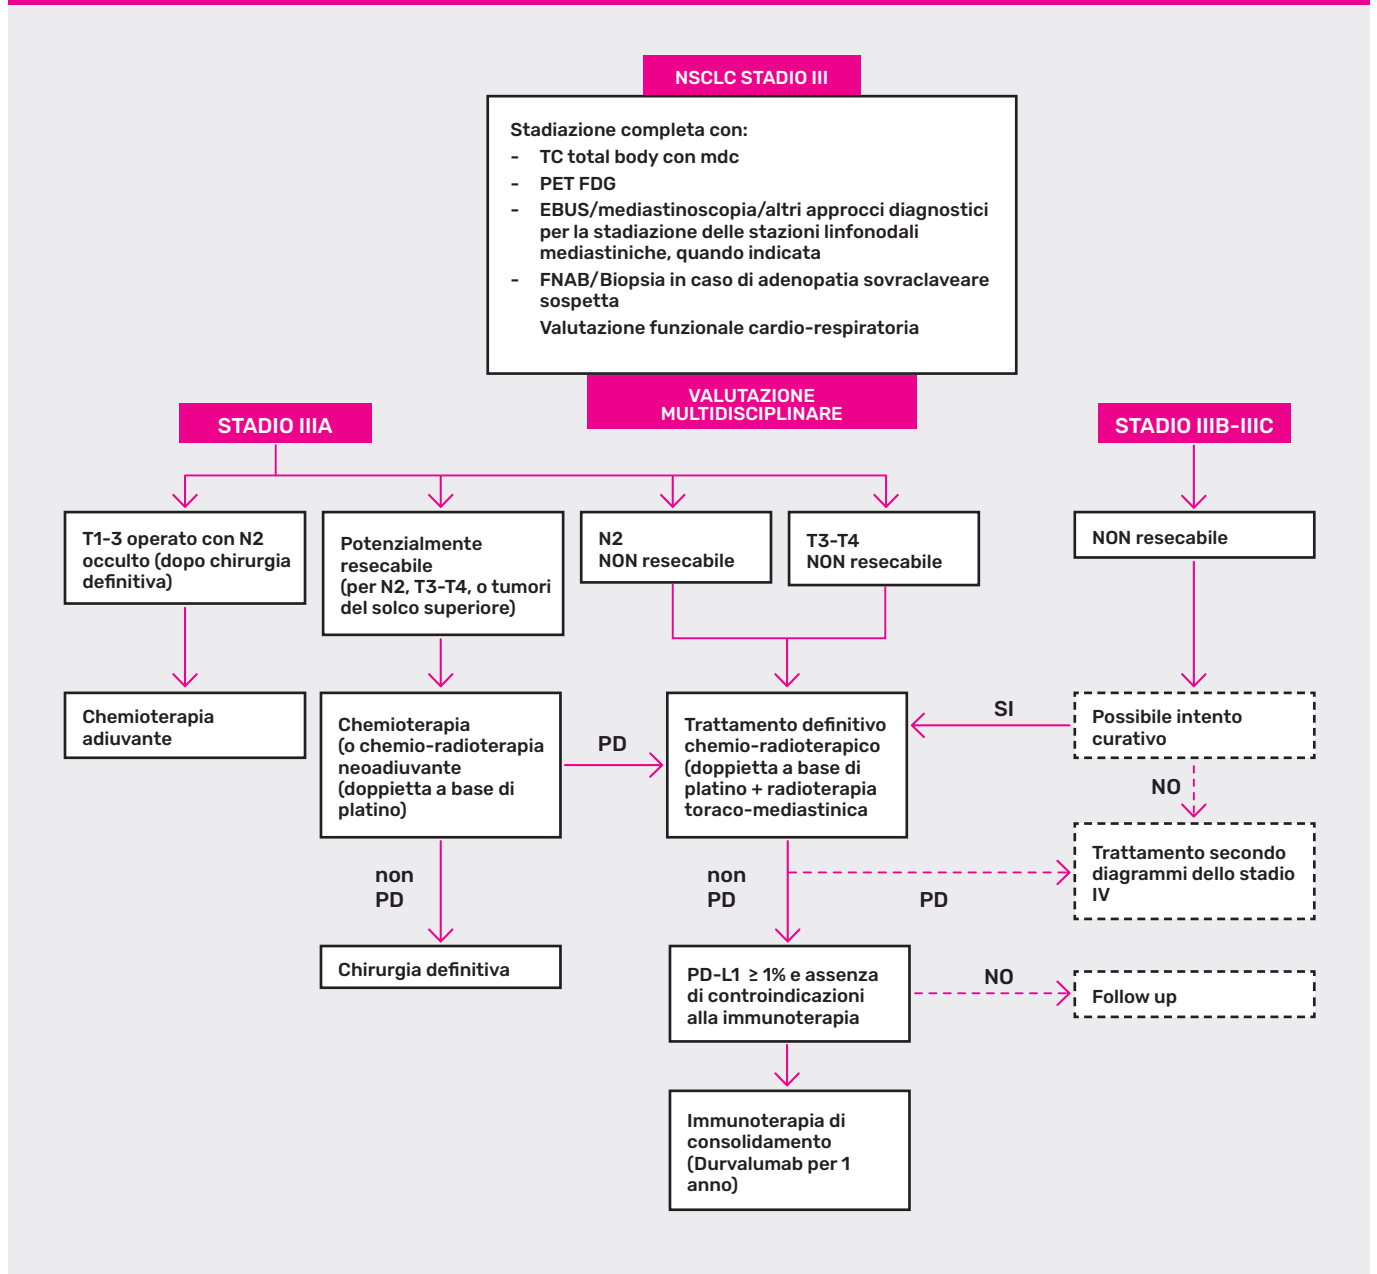 NSCLC STADIO III
Stadiazione completa con:
- TC total body con mdc
- PET FDG
- EBUS/mediastinoscopia/altri approcci diagnostici
per la stadiazione delle stazioni linfonodali
mediastiniche, quando indicata
- FNAB/Biopsia in caso di adenopatia sovraclaveare
sospetta
Valutazione funzionale cardio-respiratoria
VALUTAZIONE
MULTIDISCIPLINARE
STADIO IIIA
STADIO IIIB-IIIC
T1-3 operato con N2
occulto (dopo chirurgia
definitiva)
Potenzialmente
resecabile
(per N2, T3-T4, o tumori
del solco superiore)
N2
NON resecabile
T3-T4
NON resecabile
NON resecabile
Chemioterapia
adiuvante
Chemioterapia
(o chemio-radioterapia
neoadiuvante
(doppietta a base di
platino)
PD
Trattamento definitivo
chemio-radioterapico
(doppietta a base di
platino + radioterapia
toraco-mediastinica
SI
Possibile intento
curativo
NO
Trattamento secondo
diagrammi dello stadio
IV
non
PD
non
PD
PD
Chirurgia definitiva
PD-L1 ≥ 1% e assenza
di controindicazioni
alla immunoterapia
NO
Follow up
Immunoterapia di
consolidamento
(Durvalumab per 1
anno)